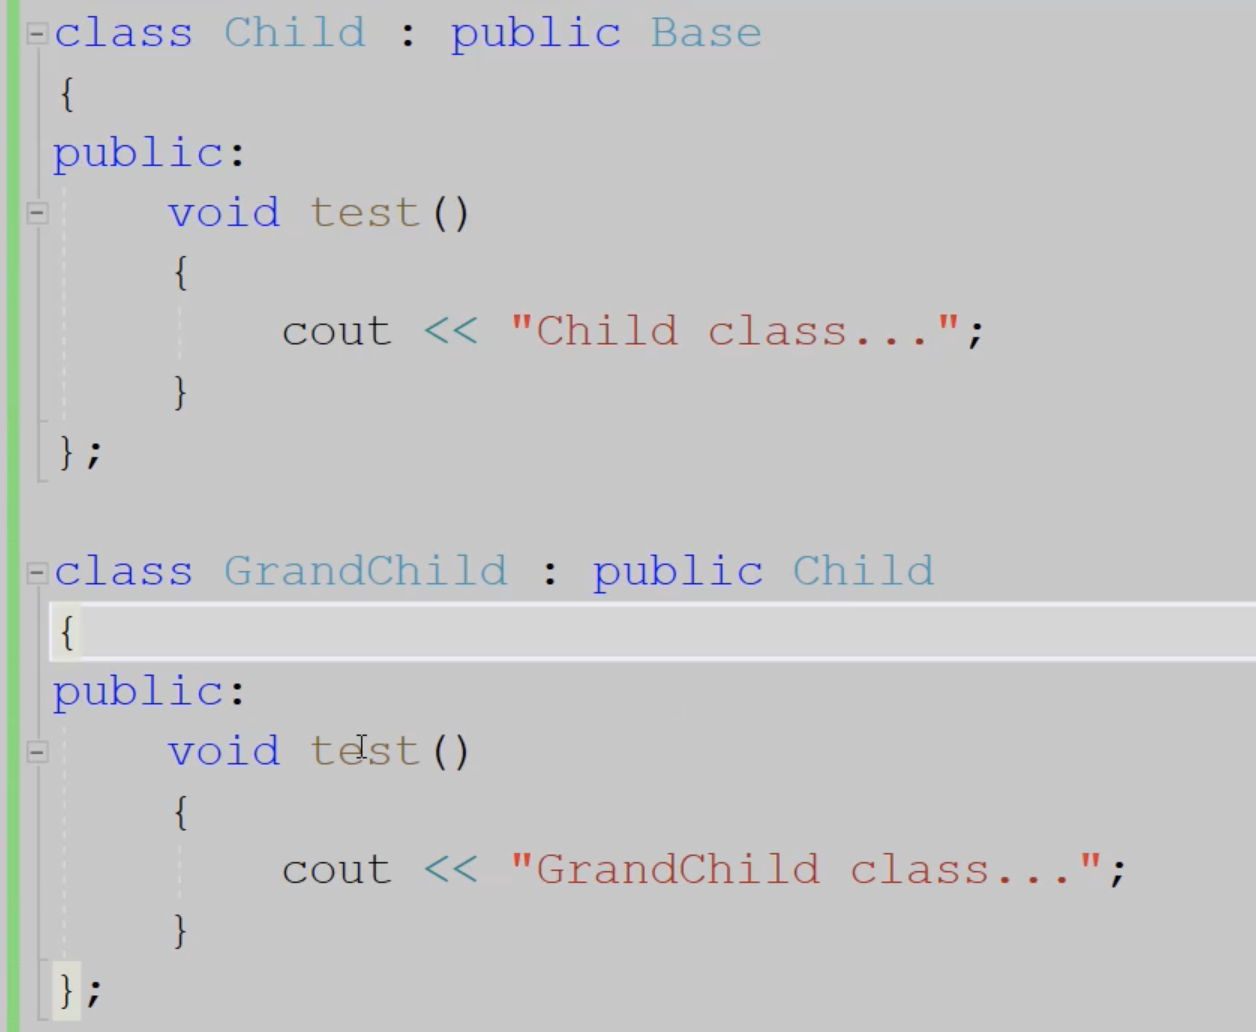 class Child : public Base
{
public:
    void test()
    {
        cout << "Child class...";
    }
};

class GrandChild : public Child
{
public:
    void test()
    {
        cout << "GrandChild class...";
    }
};